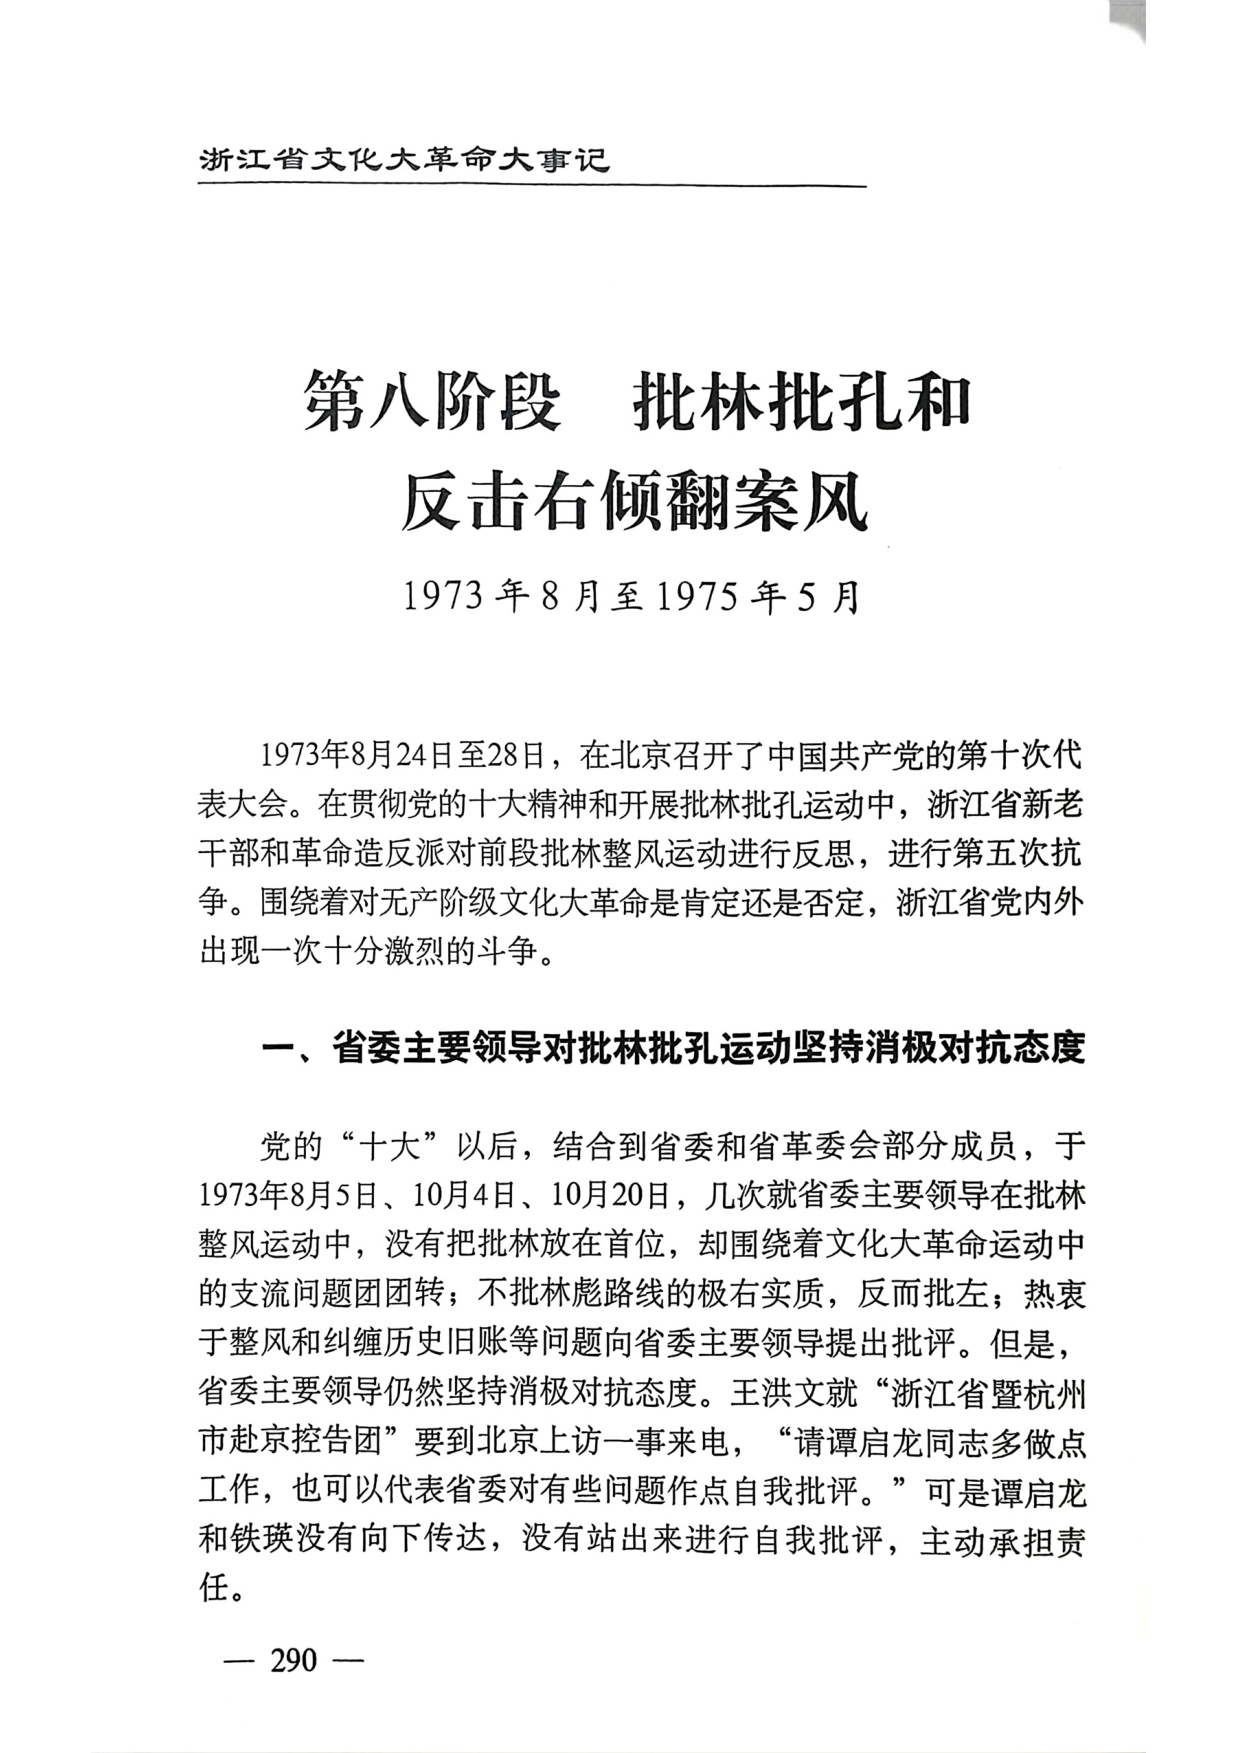 浙江省文化大革命大事记
第八阶段 批林批孔和
反击右倾翻案风
1973年8月至1975年5月
1973年8月24日至28日，在北京召开了中国共产党的第十次代
表大会。在贯彻党的十大精神和开展批林批孔运动中，浙江省新老
干部和革命造反派对前段批林整风运动进行反思，进行第五次抗
争。围绕着对无产阶级文化大革命是肯定还是否定，浙江省党内外
出现一次十分激烈的斗争。
一、省委主要领导对批林批孔运动坚持消极对抗态度
党的“十大”以后，结合到省委和省革委会部分成员，于
1973年8月5日、10月4日、10月20日，几次就省委主要领导在批林
整风运动中，没有把批林放在首位，却围绕着文化大革命运动中
的支流问题团团转；不批林彪路线的极右实质，反而批左；热衷
于整风和纠缠历史旧账等问题向省委主要领导提出批评。但是，
省委主要领导仍然坚持消极对抗态度。王洪文就“浙江省暨杭州
市赴京控告团”要到北京上访一事来电，“请谭启龙同志多做点
工作，也可以代表省委对有些问题作点自我批评。”可是谭启龙
和铁瑛没有向下传达，没有站出来进行自我批评，主动承担责
任。
— 290 —